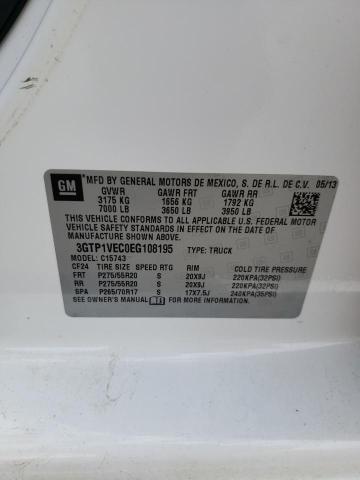 GM
MFD BY GENERAL MOTORS DE MEXICO, S. DE R.L. DE C.V. 05/13
GVWR GAWR FRT GAWR RR
3175 KG 1656 KG 1792 KG
7000 LB 3650 LB 3950 LB
THIS VEHICLE CONFORMS TO ALL APPLICABLE U.S. FEDERAL MOTOR
VEHICLE SAFETY STANDARDS IN EFFECT ON THE DATE OF
MANUFACTURE SHOWN ABOVE.
3GTP1VEC0EG108195 TYPE: TRUCK
MODEL: C15743
CF24 TIRE SIZE SPEED RTG RIM COLD TIRE PRESSURE
FRT P275/55R20 S 20X9J 220KPA(32PSI)
RR P275/55R20 S 20X9J 220KPA(32PSI)
SPA P265/70R17 S 17X7.5J 240KPA(35PSI)
SEE OWNER'S MANUAL FOR MORE INFORMATION.